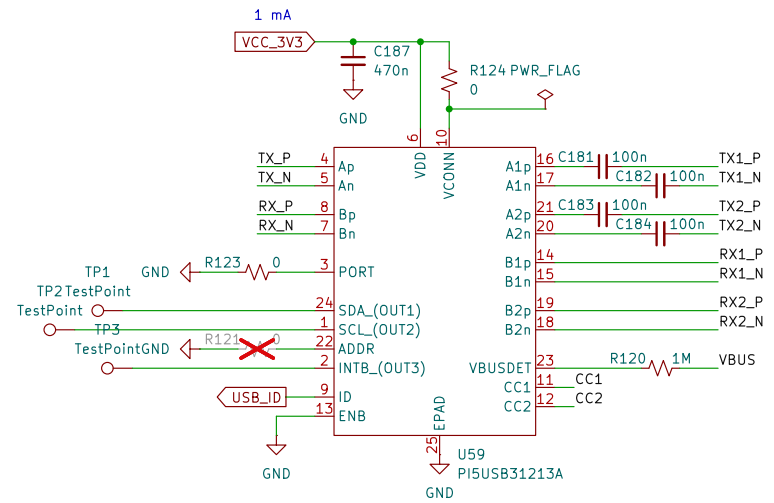 1 mA
VCC_3V3
C187
470n
GND
R124 PWR_FLAG
0
6
10
VDD
VCONN
TX_P 4 Ap
TX_N 5 An
RX_P 8 Bp
RX_N 7 Bn
A1p 16 C181 100n TX1_P
A1n 17 C182 100n TX1_N
A2p 21 C183 100n TX2_P
A2n 20 C184 100n TX2_N
B1p 14 RX1_P
B1n 15 RX1_N
B2p 19 RX2_P
B2n 18 RX2_N
TP1 GND R123 0 3 PORT
TP2 TestPoint
TestPoint 24 SDA_(OUT1)
TP3 1 SCL_(OUT2)
R121 0
TestPoint GND 22 ADDR
2 INTB_(OUT3)
VBUSDET 23 R120 1M VBUS
CC1 11 CC1
CC2 12 CC2
USB_ID 9 ID
13 ENB
EPAD
25
GND
U59
PI5USB31213A
GND